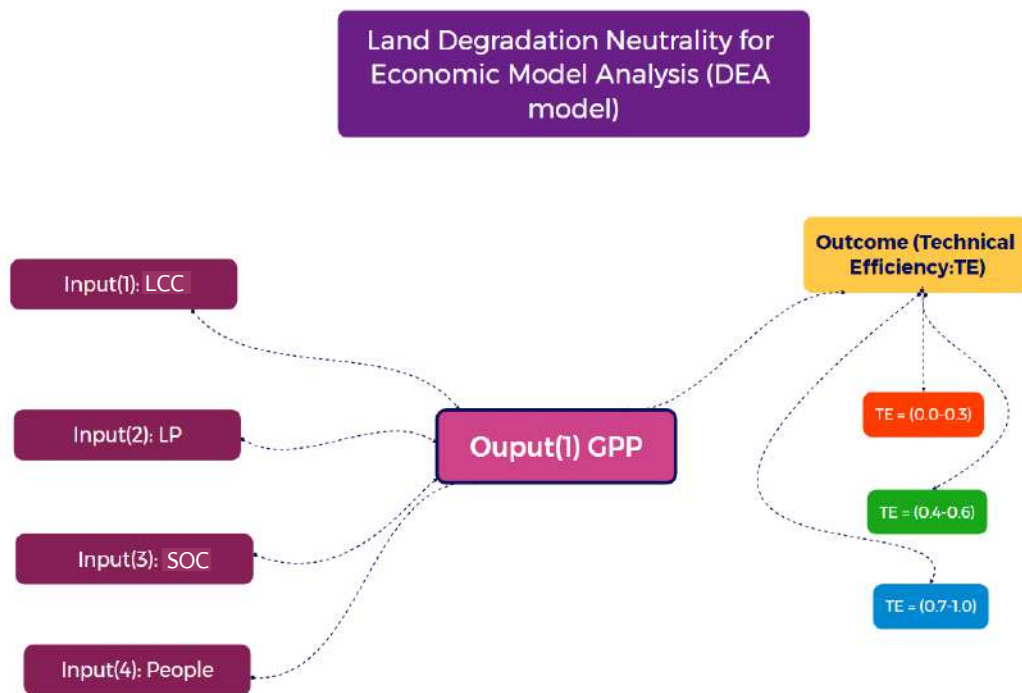 Land Degradation Neutrality for
Economic Model Analysis (DEA
model)
Outcome (Technical
Efficiency:TE)
Input(1): LCC
TE = (0.0-0.3)
Input(2): LP
Ouput(1) GPP
TE = (0.4-0.6)
Input(3): SOC
TE = (0.7-1.0)
Input(4): People